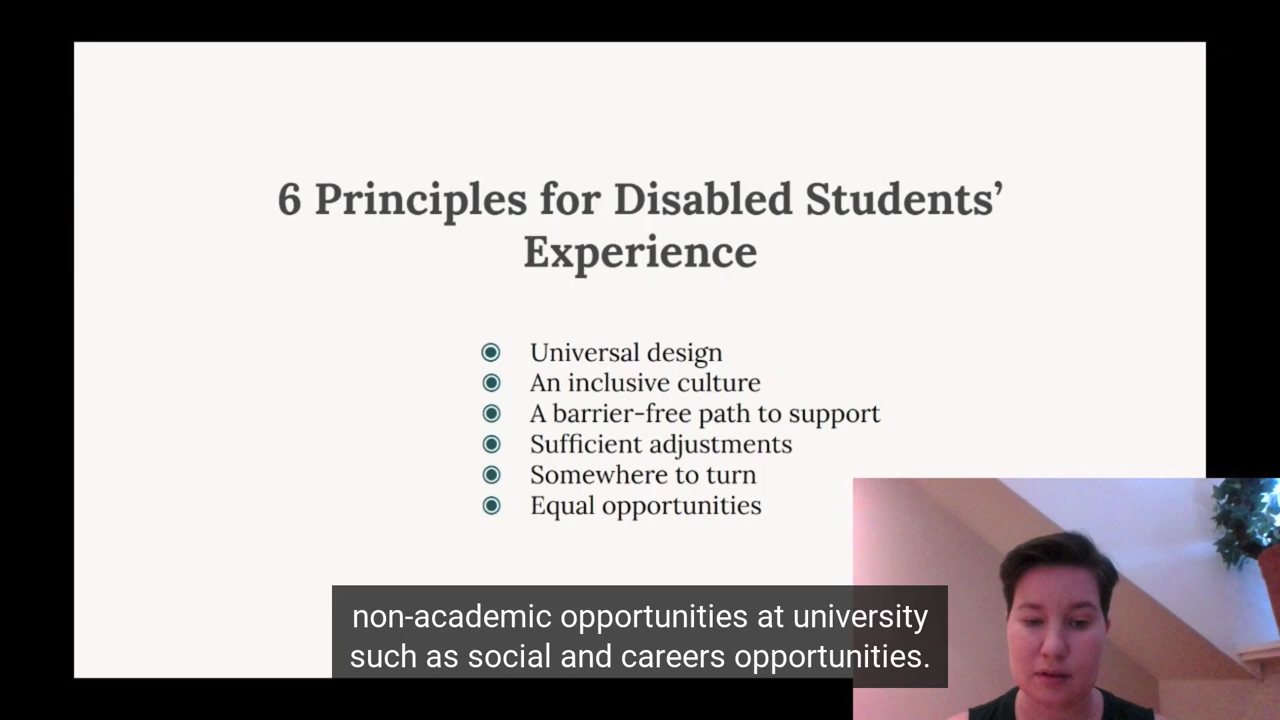 6 Principles for Disabled Students’
Experience
Universal design
An inclusive culture
A barrier-free path to support
Sufficient adjustments
Somewhere to turn
Equal opportunities
non-academic opportunities at university
such as social and careers opportunities.